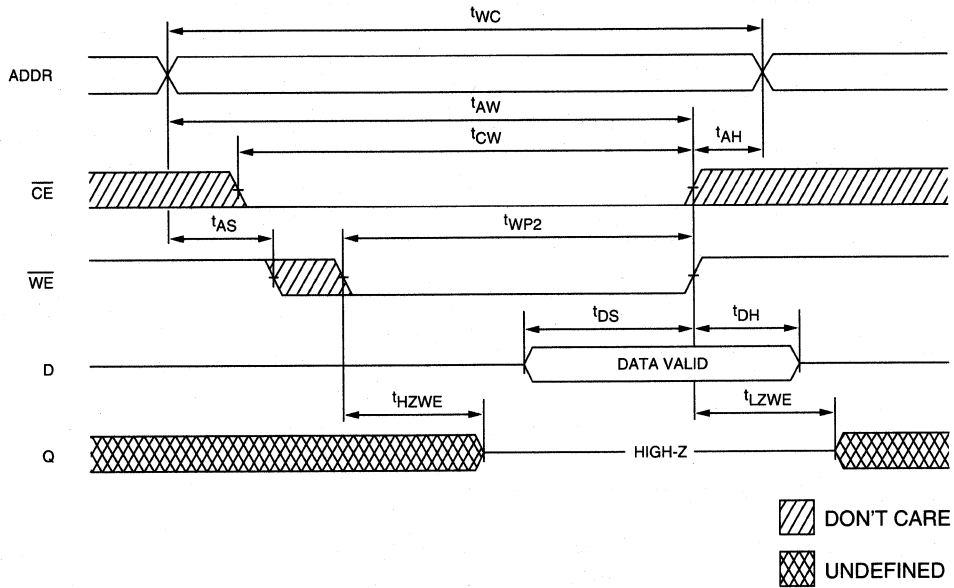 tWC
ADDR
tAW
tCW
tAH
CE
tAS
tWP2
WE
tDS
tDH
D
DATA VALID
tHZWE
tLZWE
Q
HIGH-Z
DON'T CARE
UNDEFINED